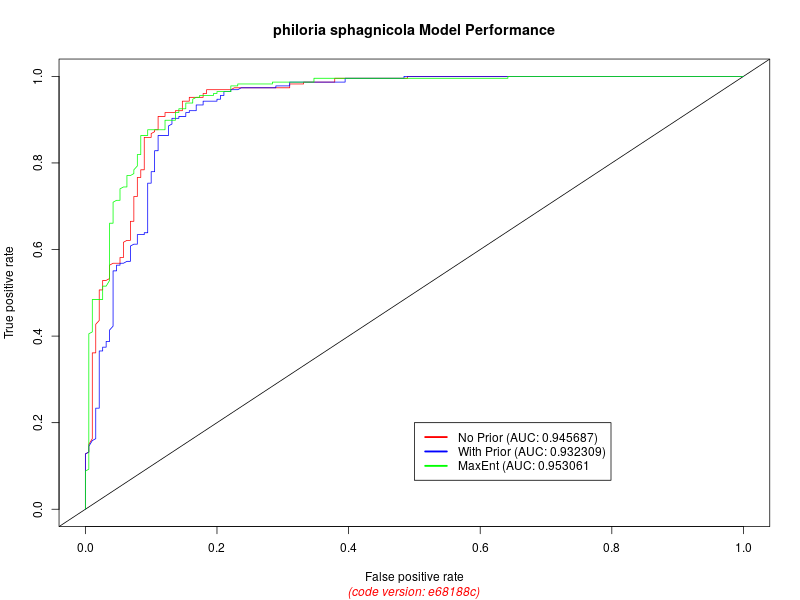 philoria sphagnicola Model Performance
True positive rate
1.0
0.8
0.6
0.4
0.2
0.0
No Prior (AUC: 0.945687)
With Prior (AUC: 0.932309)
MaxEnt (AUC: 0.953061
0.0 0.2 0.4 0.6 0.8 1.0
False positive rate
(code version: e68188c)